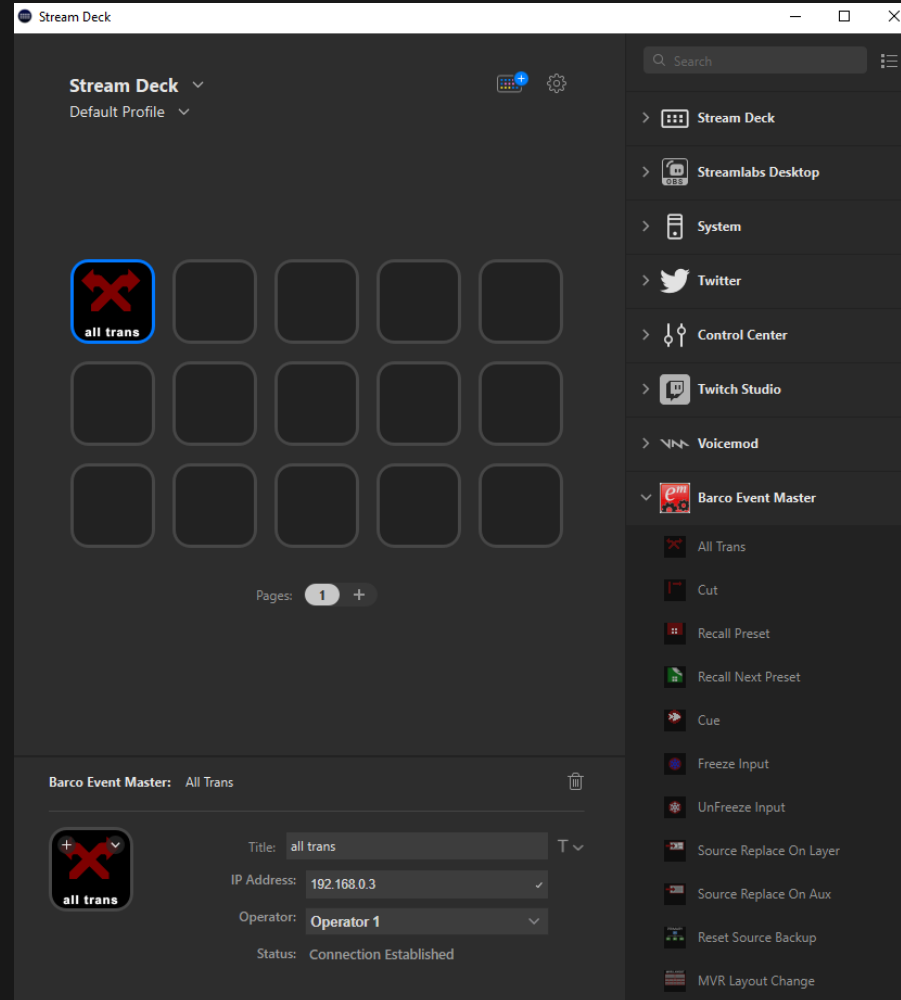 Stream Deck
Stream Deck
Default Profile
all trans
Pages: 1 +
Barco Event Master: All Trans
all trans
Title: all trans T
IP Address: 192.168.0.3
Operator: Operator 1
Status: Connection Established
Search
Stream Deck
OBS
Streamlabs Desktop
System
Twitter
Control Center
Twitch Studio
Voicemod
em
Barco Event Master
All Trans
Cut
Recall Preset
Recall Next Preset
Cue
Freeze Input
UnFreeze Input
Source Replace On Layer
Source Replace On Aux
Reset Source Backup
MVR Layout Change